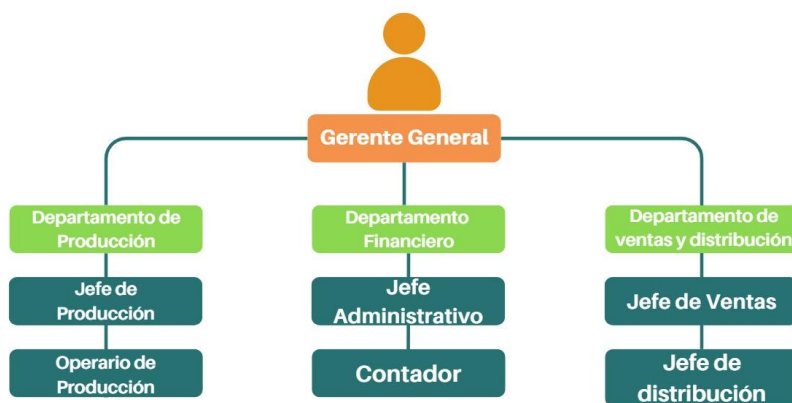 Gerente General
Departamento de
Producción
Departamento
Financiero
Departamento de
ventas y distribución
Jefe de
Producción
Jefe
Administrativo
Jefe de Ventas
Operario de
Producción
Contador
Jefe de
distribución